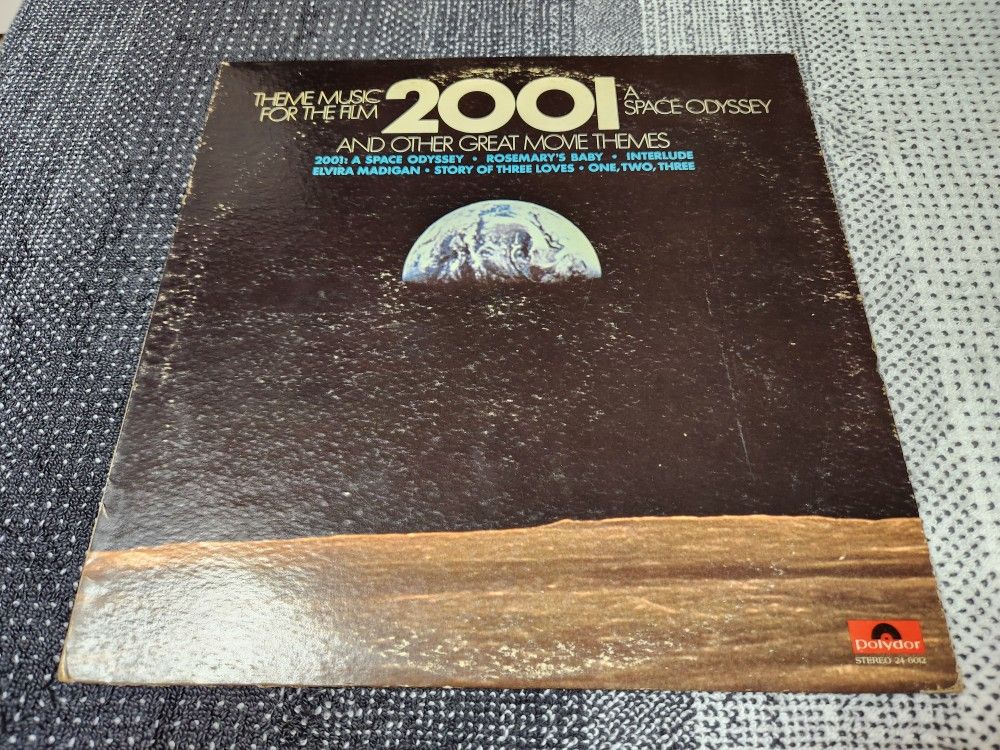 THEME MUSIC
FOR THE FILM
2001
A
SPACE ODYSSEY
AND OTHER GREAT MOVIE THEMES
2001: A SPACE ODYSSEY • ROSEMARY'S BABY • INTERLUDE
ELVIRA MADIGAN • STORY OF THREE LOVES • ONE, TWO, THREE
Polydor
STEREO 24-6012